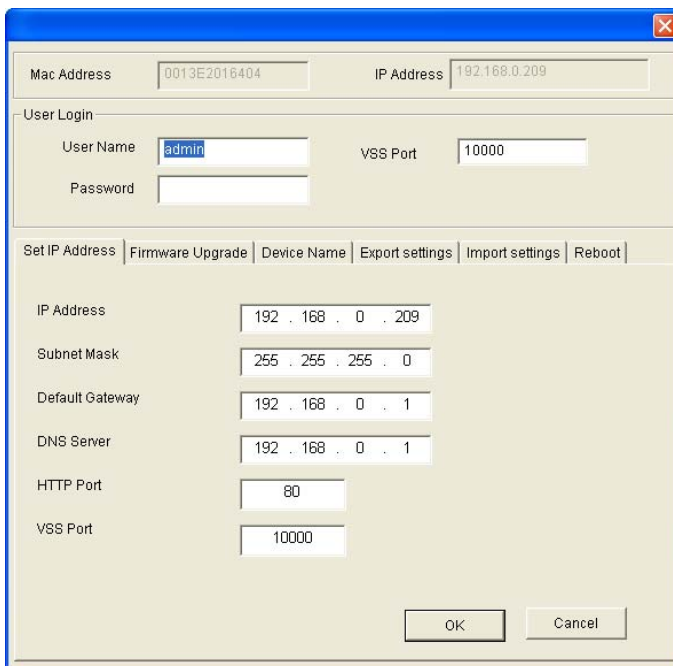 Mac Address 0013E2016404 IP Address 192.168.0.209
User Login
User Name admin VSS Port 10000
Password
Set IP Address Firmware Upgrade Device Name Export settings Import settings Reboot
IP Address 192 . 168 . 0 . 209
Subnet Mask 255 . 255 . 255 . 0
Default Gateway 192 . 168 . 0 . 1
DNS Server 192 . 168 . 0 . 1
HTTP Port 80
VSS Port 10000
OK Cancel